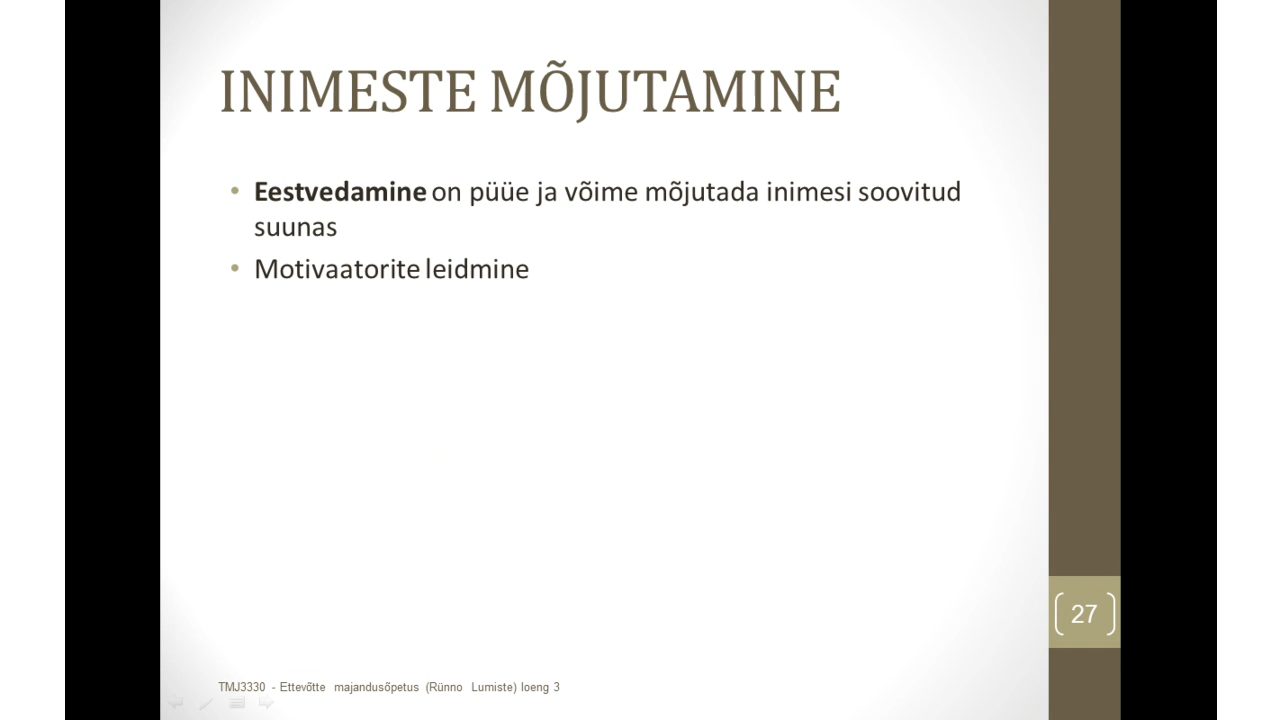 INIMESTE MÕJUTAMINE
• Eestvedamine on püüe ja võime mõjutada inimesi soovitud
suunas
• Motivaatorite leidmine
27
TMJ3330 - Ettevõtte majandusõpetus (Rünno Lumiste) loeng 3